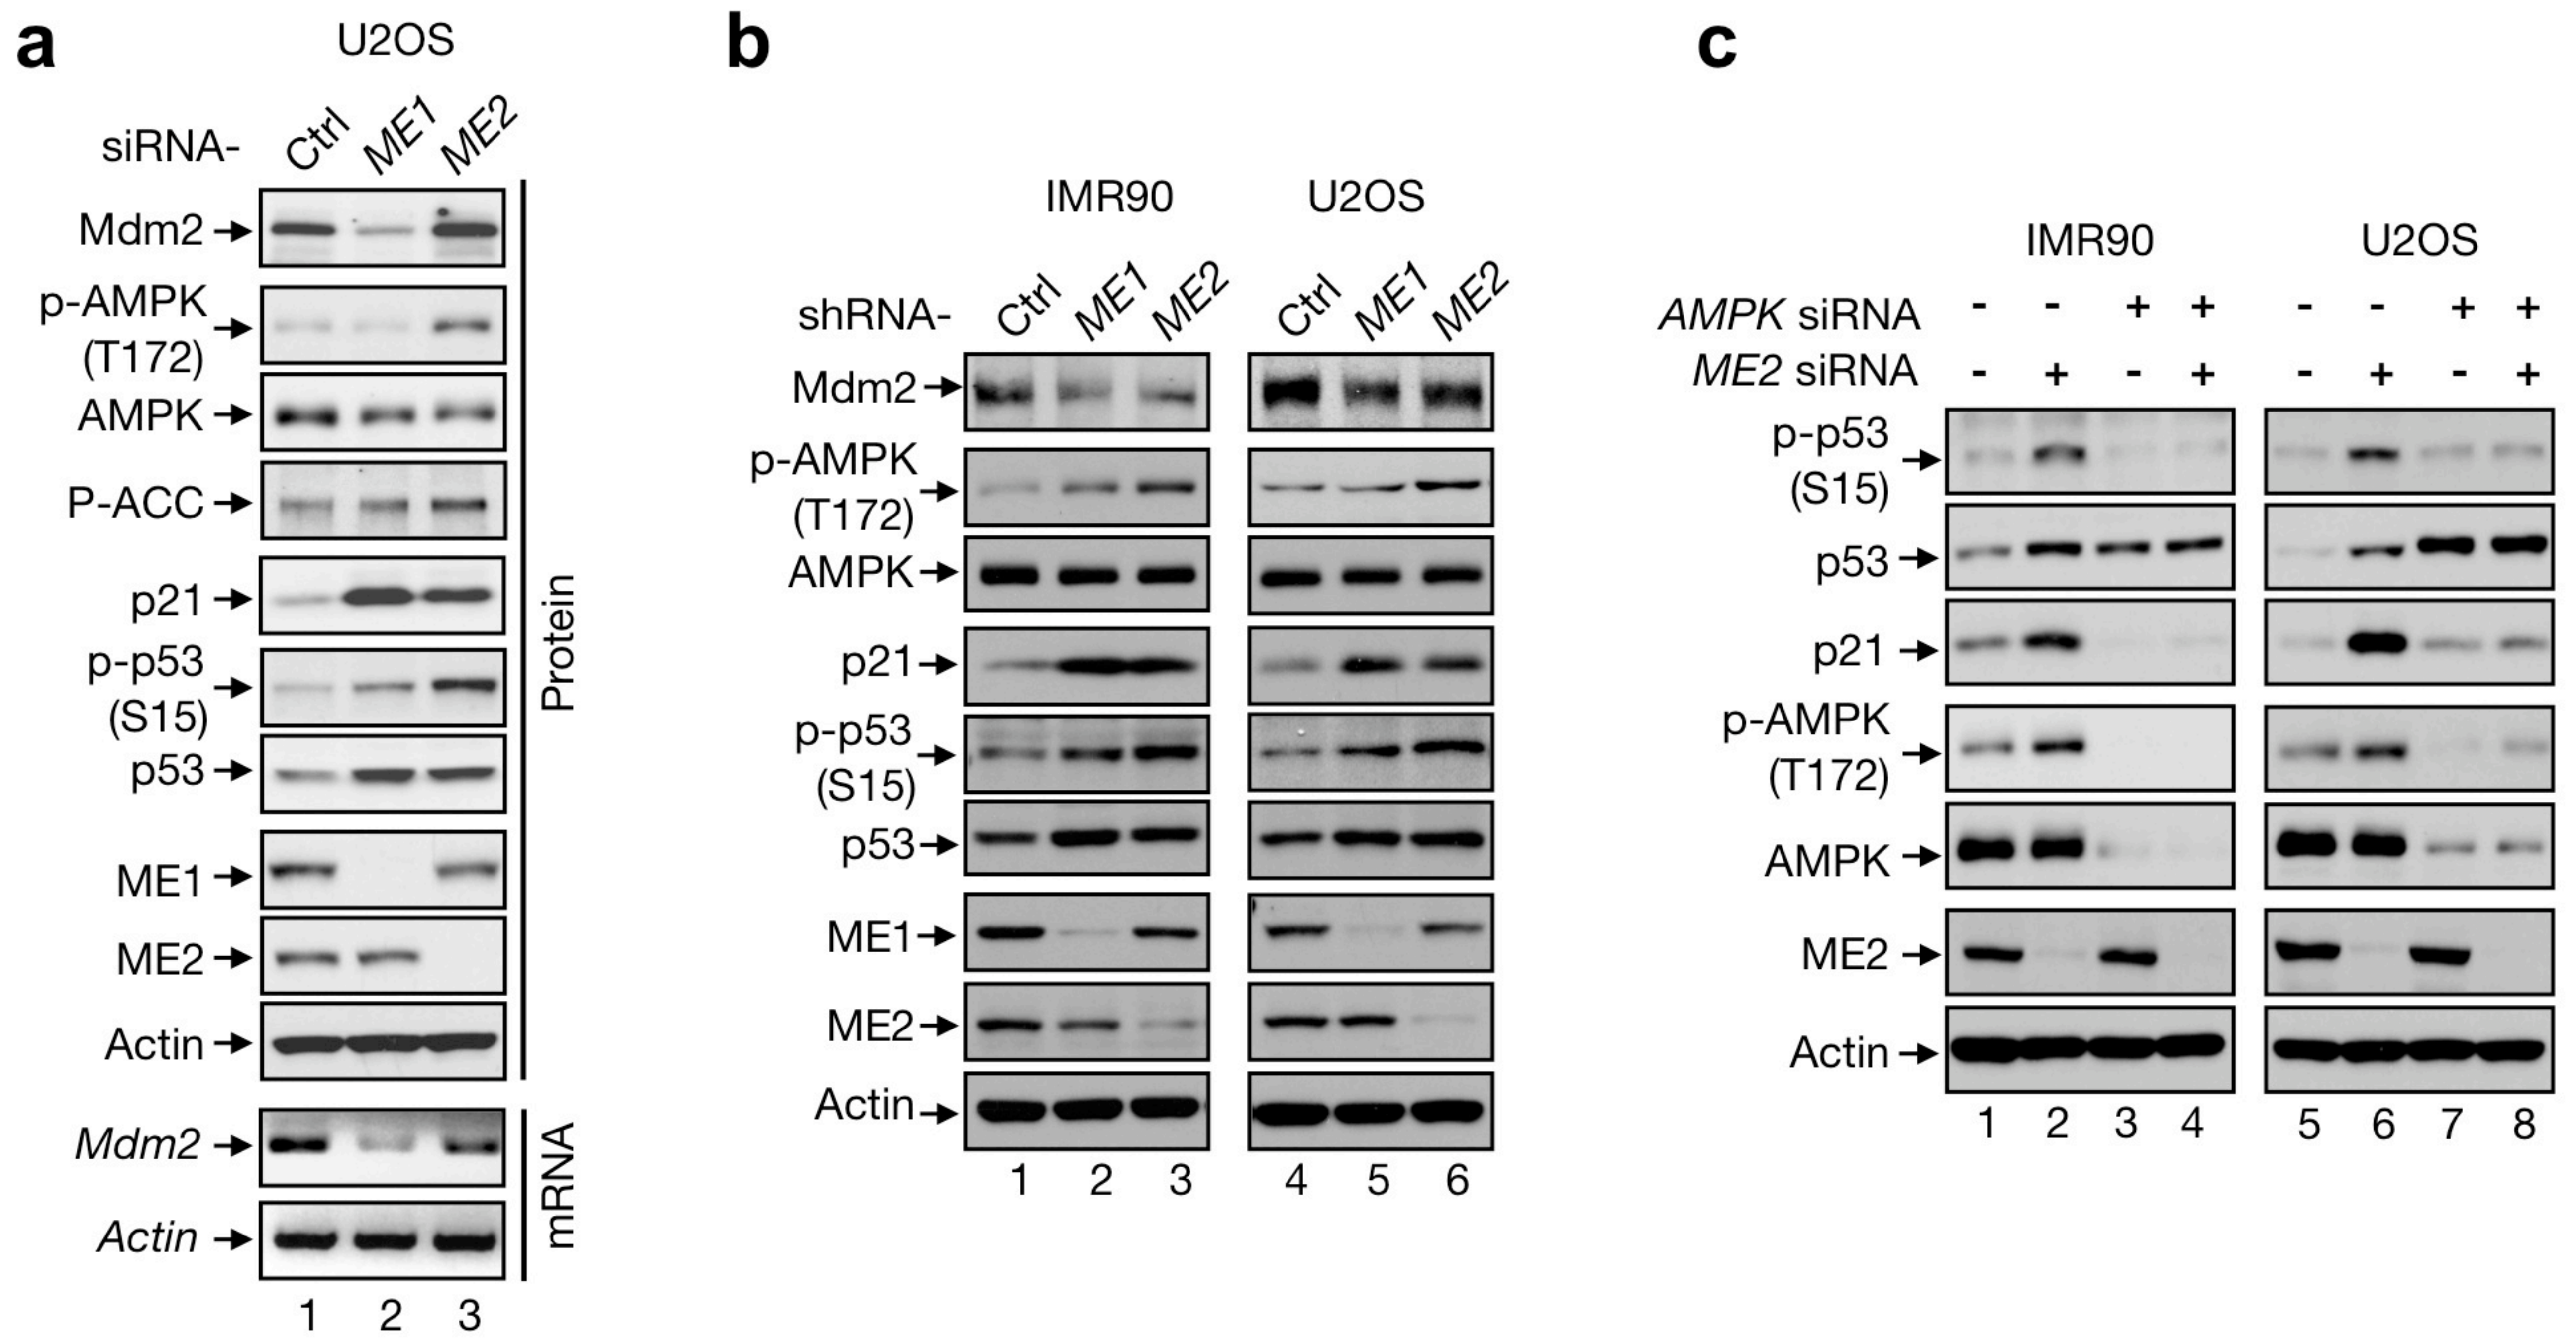 a
U2OS
siRNA- Ctrl ME1 ME2
Mdm2
p-AMPK
(T172)
AMPK
P-ACC
p21
p-p53
(S15)
p53
ME1
ME2
Actin
Protein
Mdm2
Actin
mRNA
1 2 3
b
IMR90 U2OS
shRNA- Ctrl ME1 ME2 Ctrl ME1 ME2
Mdm2
p-AMPK
(T172)
AMPK
p21
p-p53
(S15)
p53
ME1
ME2
Actin
1 2 3 4 5 6
c
IMR90 U2OS
AMPK siRNA - - + + - - + +
ME2 siRNA - + - + - + - +
p-p53
(S15)
p53
p21
p-AMPK
(T172)
AMPK
ME2
Actin
1 2 3 4 5 6 7 8